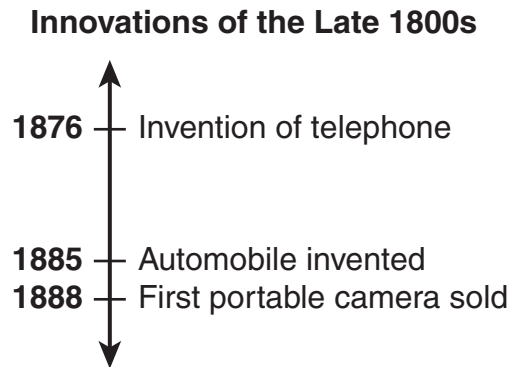 Innovations of the Late 1800s
1876 Invention of telephone
1885 Automobile invented
1888 First portable camera sold